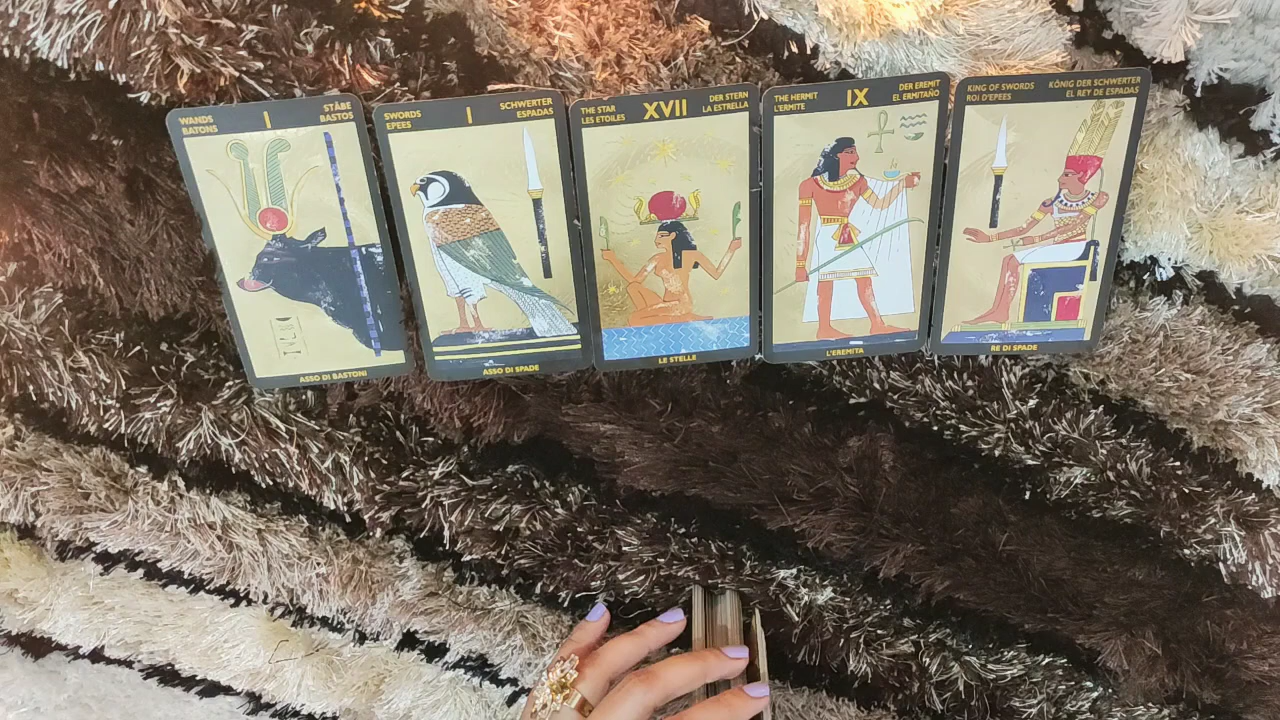 WANDS
BATONS
I
STÄBE
BASTOS
ASSO DI BASTONI
SWORDS
EPEES
I
SCHWERTER
ESPADAS
ASSO DI SPADE
THE STAR
LES ETOILES
XVII
DER STERN
LA ESTRELLA
LE STELLE
THE HERMIT
L'ERMITE
IX
DER EREMIT
EL ERMITAÑO
L'EREMITA
KING OF SWORDS
ROI D'EPEES
KÖNIG DER SCHWERTER
EL REY DE ESPADAS
RE DI SPADE